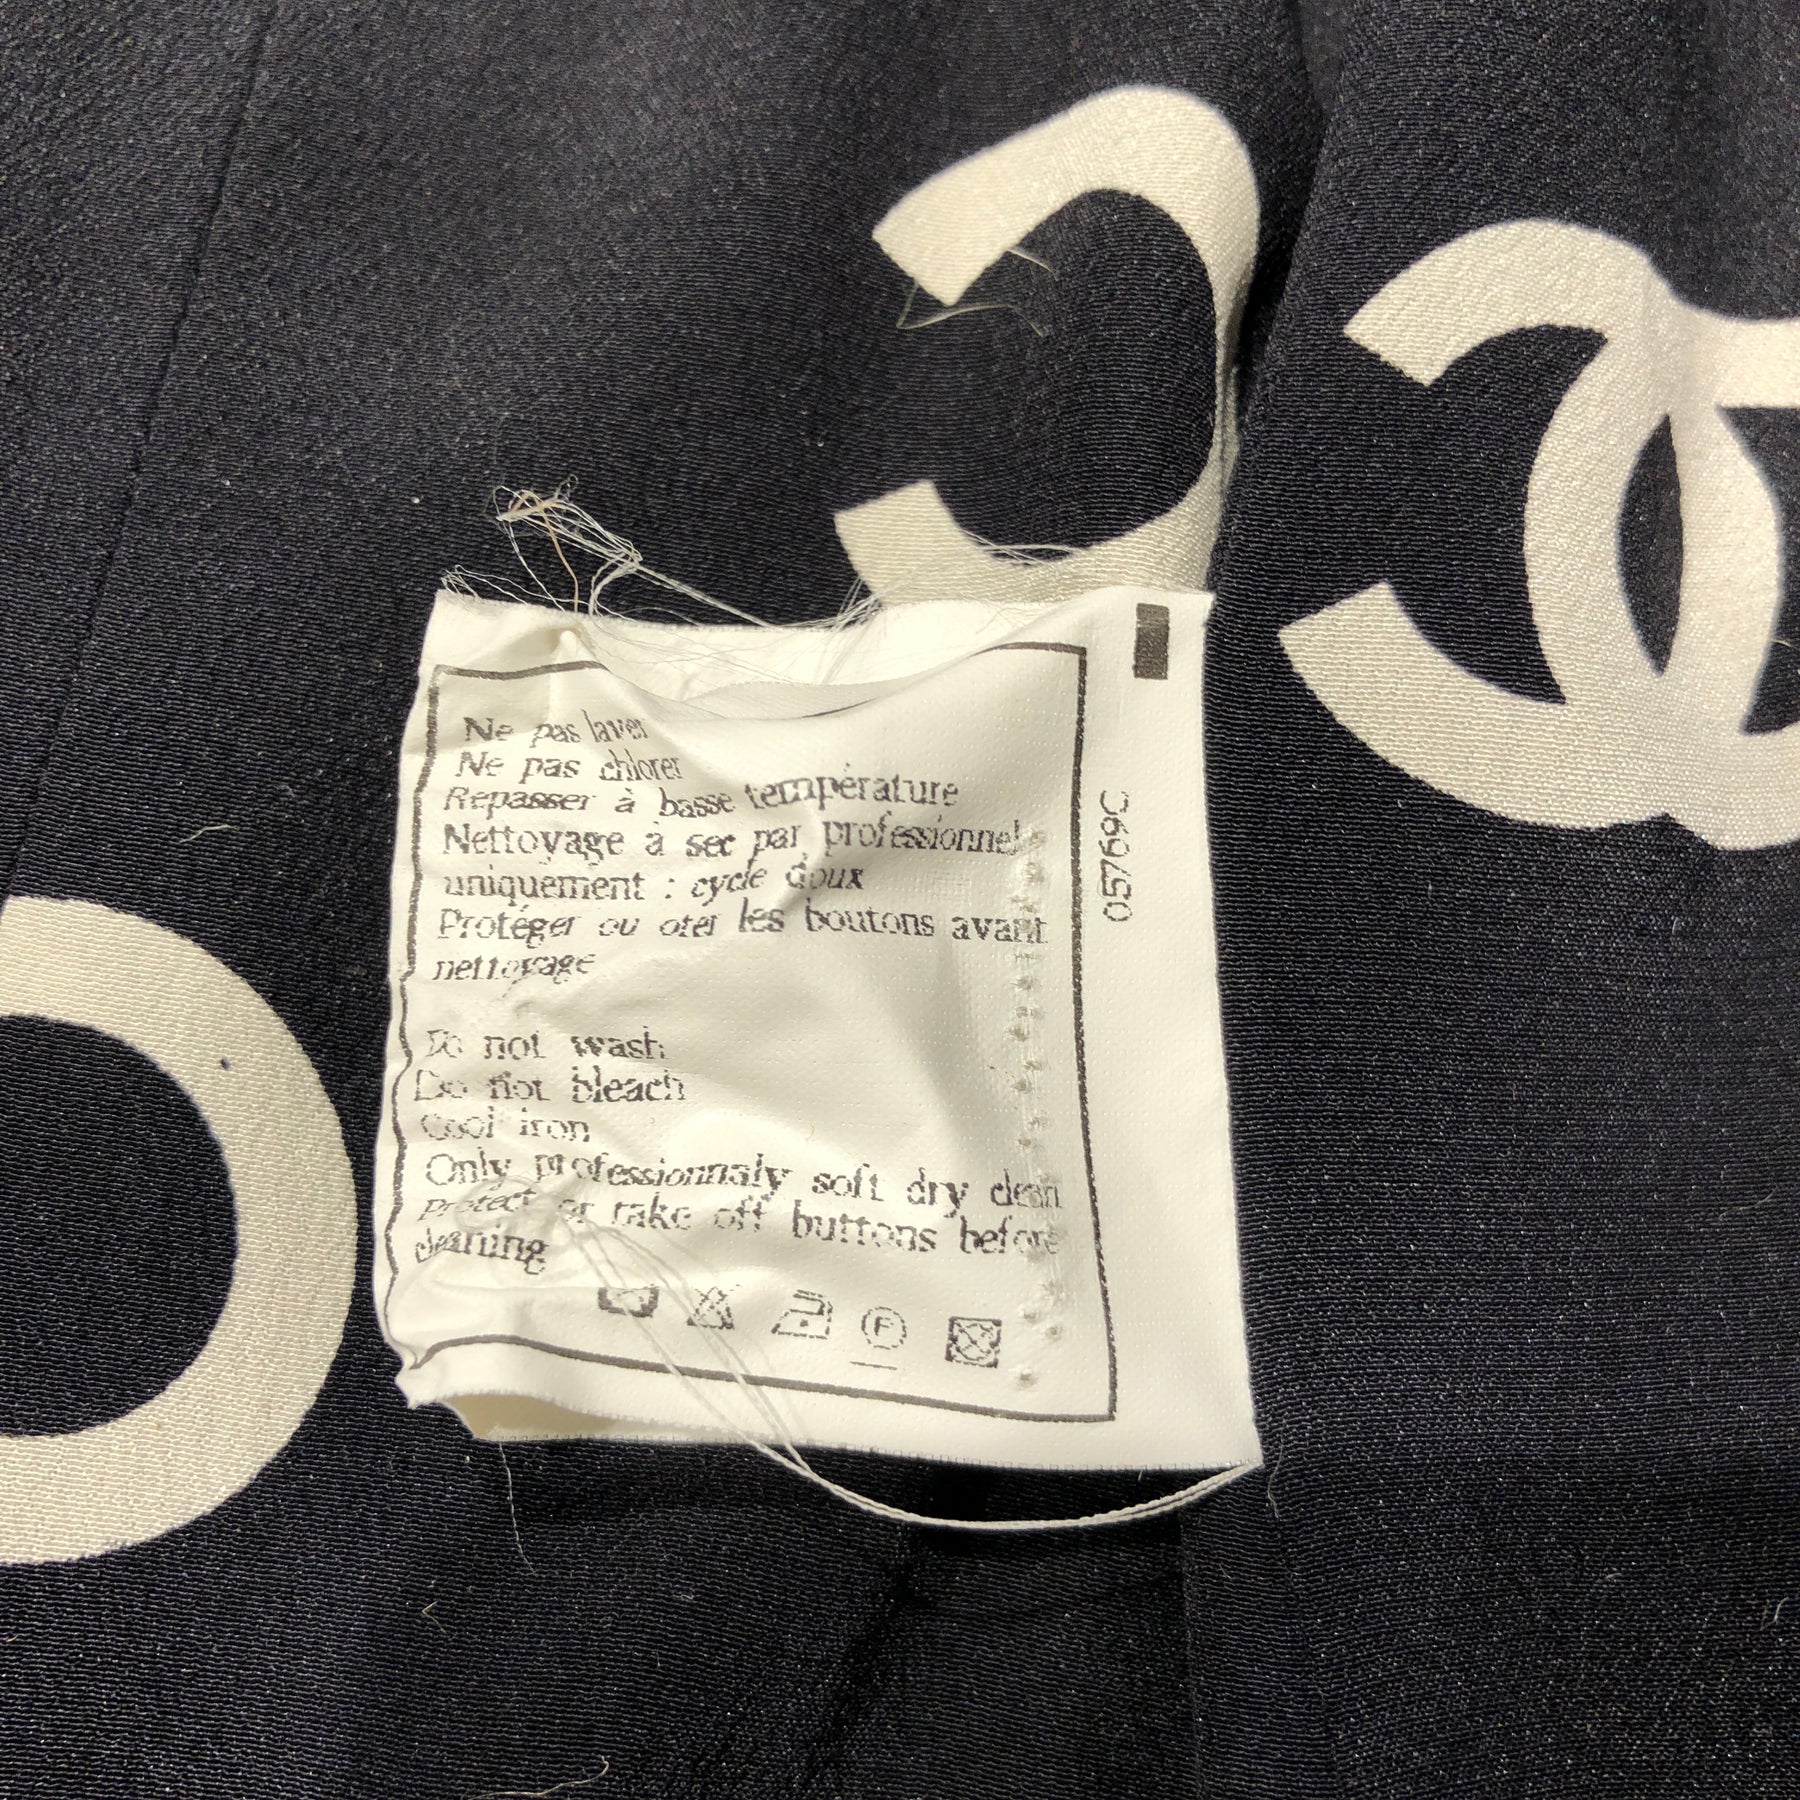 Ne pas laver
Ne pas chlorer
Repasser à basse température
Nettoyage à sec par professionnel
uniquement : cycle doux
Protéger ou oter les boutons avant
nettoyage
Do not wash
Do not bleach
Cool iron
Only professionnaly soft dry clean
Protect or take off buttons before
cleaning
F
05769C